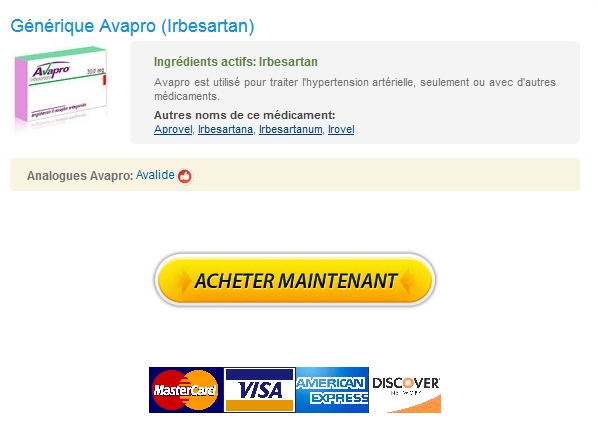 Générique Avapro (Irbesartan)
Avapro
300 mg
Ingrédients actifs: Irbesartan
Avapro est utilisé pour traiter l'hypertension artérielle, seulement ou avec d'autres
médicaments.
Autres noms de ce médicament:
Aprovel, Irbesartana, Irbesartanum, Irovel
Analogues Avapro: Avalide
ACHETER MAINTENANT
MasterCard
VISA
AMERICAN
EXPRESS
DISCOVER
NETWORK